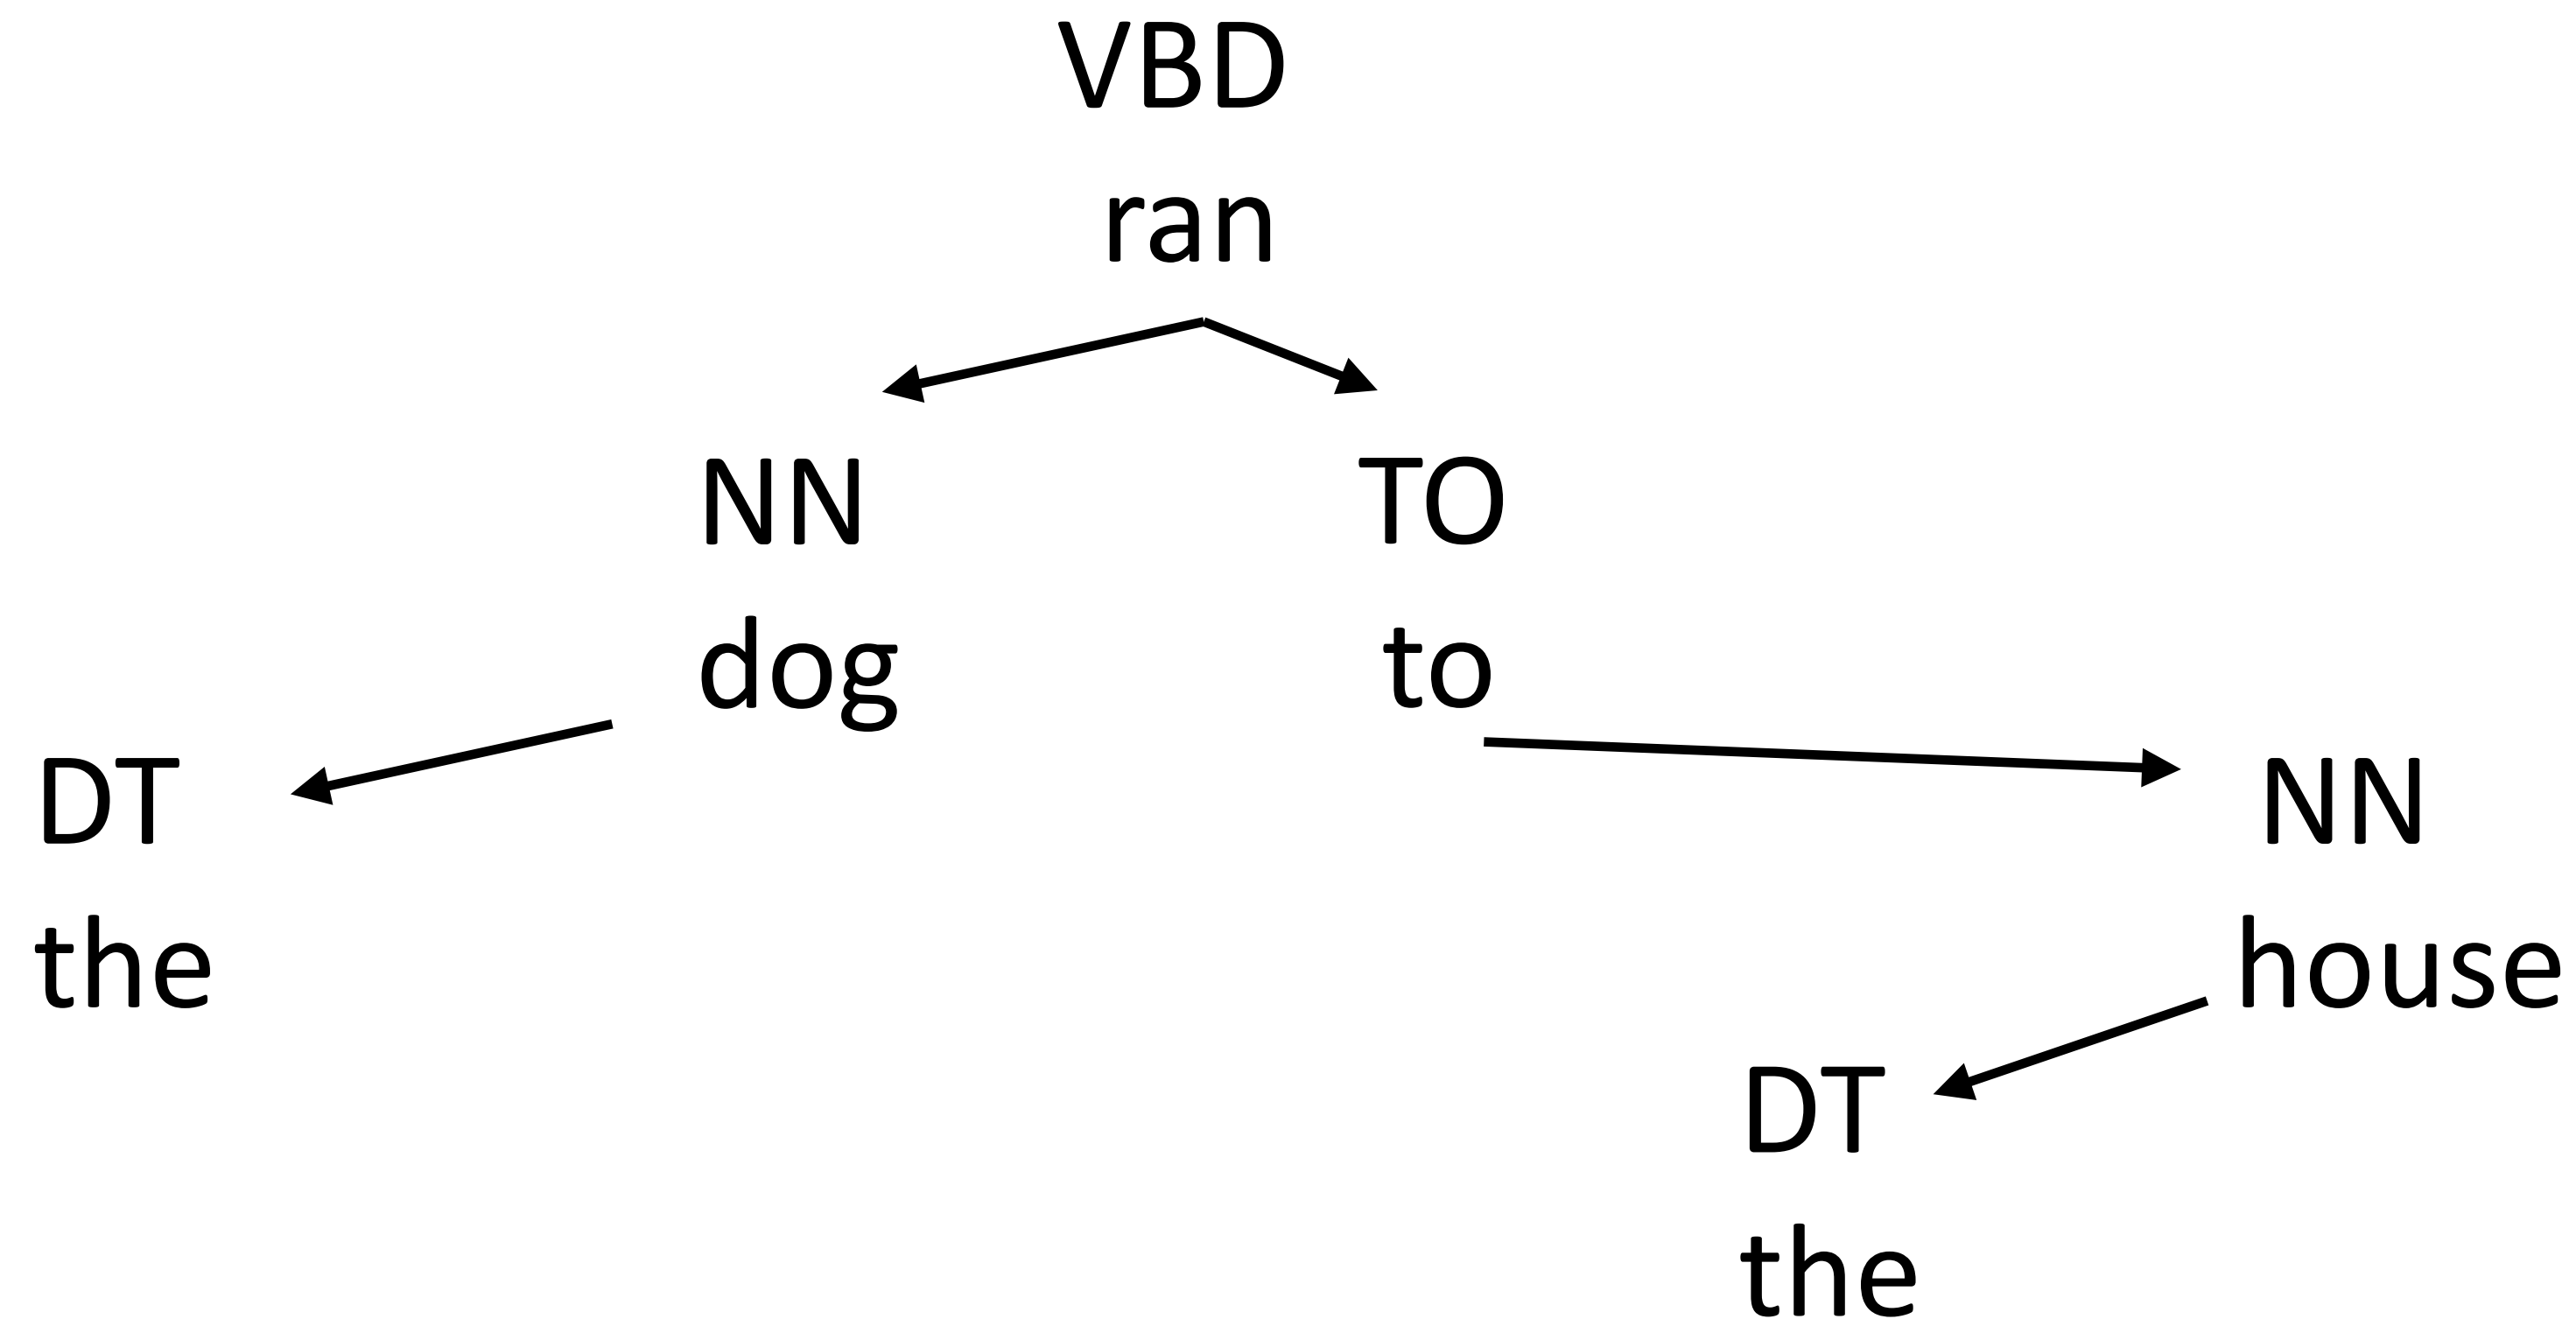 VBD
ran
NN TO
dog to
DT NN
the house
DT
the